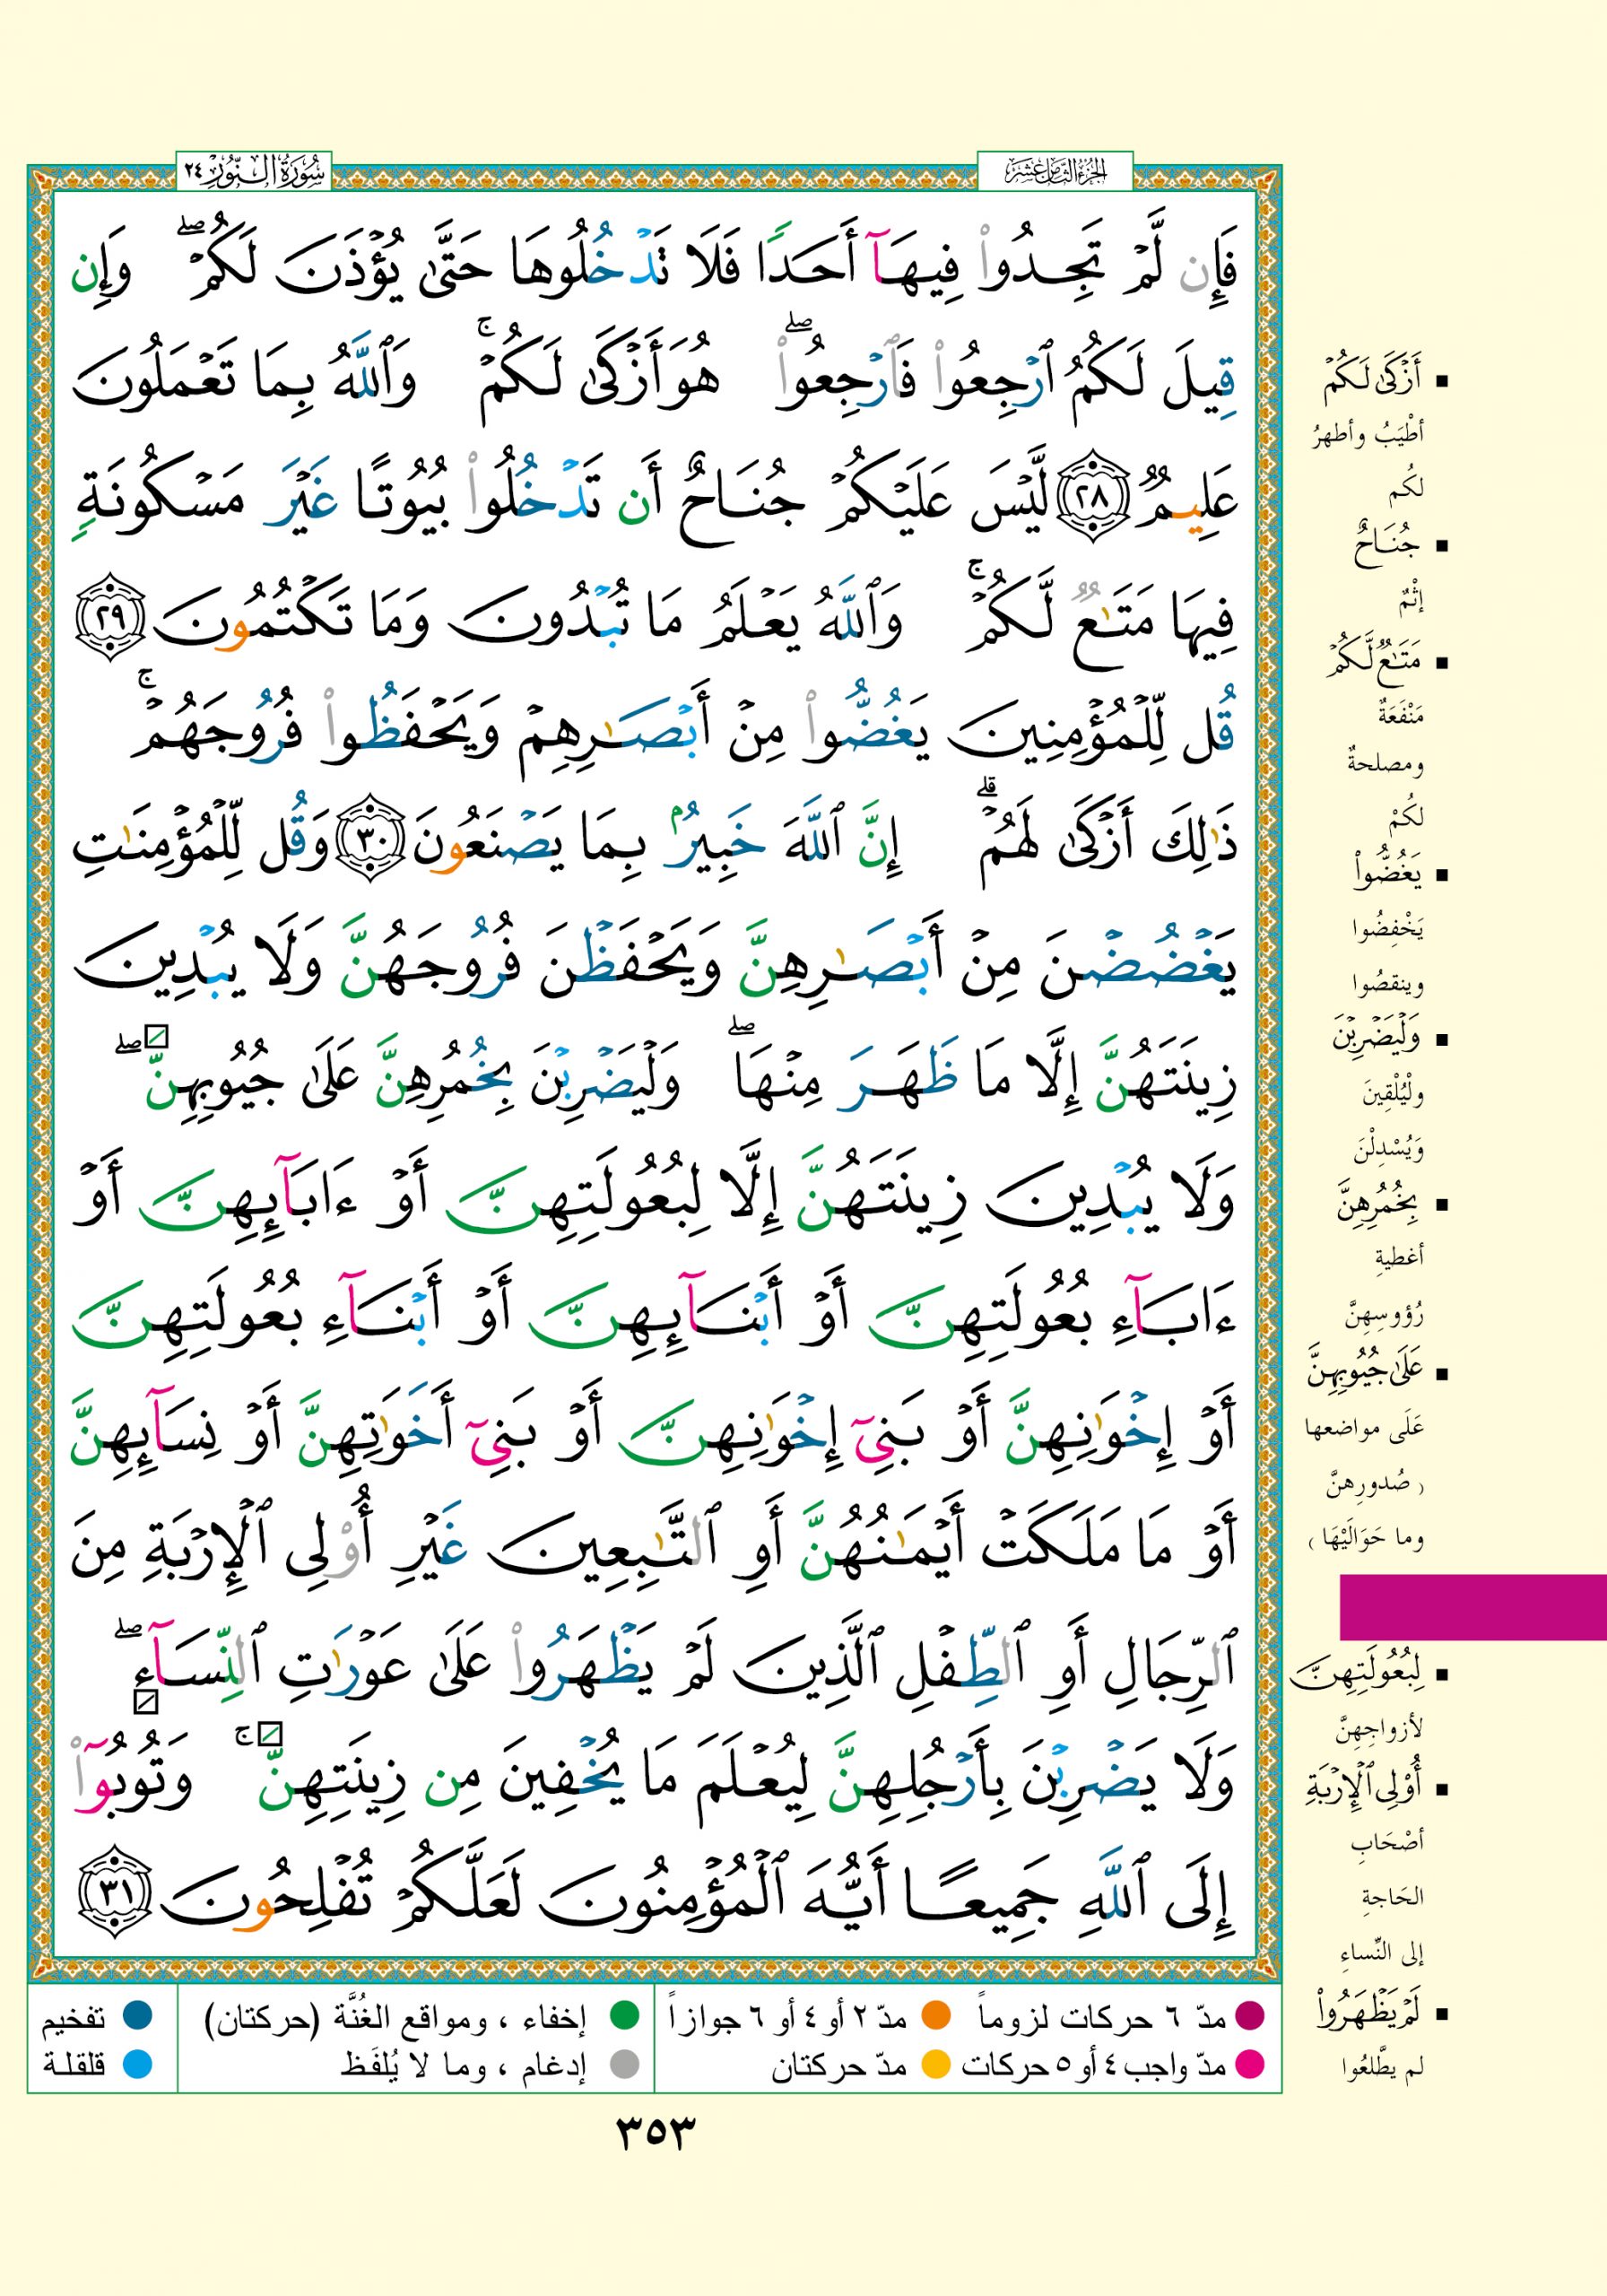 الجزء الثامن عشر
سورة النور ٢٤
فَإِن لَّمْ تَجِدُوا۟ فِيهَآ أَحَدًا فَلَا تَدْخُلُوهَا حَتَّىٰ يُؤْذَنَ لَكُمْ ۖ وَإِن
قِيلَ لَكُمُ ٱرْجِعُوا۟ فَٱرْجِعُوا۟ ۖ هُوَ أَزْكَىٰ لَكُمْ ۚ وَٱللَّهُ بِمَا تَعْمَلُونَ
عَلِيمٌ ٢٨ لَّيْسَ عَلَيْكُمْ جُنَاحٌ أَن تَدْخُلُوا۟ بُيُوتًا غَيْرَ مَسْكُونَةٍ
فِيهَا مَتَـٰعٌ لَّكُمْ ۚ وَٱللَّهُ يَعْلَمُ مَا تُبْدُونَ وَمَا تَكْتُمُونَ ٢٩
قُل لِّلْمُؤْمِنِينَ يَغُضُّوا۟ مِنْ أَبْصَـٰرِهِمْ وَيَحْفَظُوا۟ فُرُوجَهُمْ ۚ
ذَٰلِكَ أَزْكَىٰ لَهُمْ ۗ إِنَّ ٱللَّهَ خَبِيرٌۢ بِمَا يَصْنَعُونَ ٣٠ وَقُل لِّلْمُؤْمِنَـٰتِ
يَغْضُضْنَ مِنْ أَبْصَـٰرِهِنَّ وَيَحْفَظْنَ فُرُوجَهُنَّ وَلَا يُبْدِينَ
زِينَتَهُنَّ إِلَّا مَا ظَهَرَ مِنْهَا ۖ وَلْيَضْرِبْنَ بِخُمُرِهِنَّ عَلَىٰ جُيُوبِهِنَّ ۖ
وَلَا يُبْدِينَ زِينَتَهُنَّ إِلَّا لِبُعُولَتِهِنَّ أَوْ ءَابَآئِهِنَّ أَوْ
ءَابَآءِ بُعُولَتِهِنَّ أَوْ أَبْنَآئِهِنَّ أَوْ أَبْنَآءِ بُعُولَتِهِنَّ
أَوْ إِخْوَٰنِهِنَّ أَوْ بَنِىٓ إِخْوَٰنِهِنَّ أَوْ بَنِىٓ أَخَوَٰتِهِنَّ أَوْ نِسَآئِهِنَّ
أَوْ مَا مَلَكَتْ أَيْمَـٰنُهُنَّ أَوِ ٱلتَّـٰبِعِينَ غَيْرِ أُو۟لِى ٱلْإِرْبَةِ مِنَ
ٱلرِّجَالِ أَوِ ٱلطِّفْلِ ٱلَّذِينَ لَمْ يَظْهَرُوا۟ عَلَىٰ عَوْرَٰتِ ٱلنِّسَآءِ ۖ
وَلَا يَضْرِبْنَ بِأَرْجُلِهِنَّ لِيُعْلَمَ مَا يُخْفِينَ مِن زِينَتِهِنَّ ۚ وَتُوبُوٓا۟
إِلَى ٱللَّهِ جَمِيعًا أَيُّهَ ٱلْمُؤْمِنُونَ لَعَلَّكُمْ تُفْلِحُونَ ٣١
أَزْكَىٰ لَكُمْ
أطْيَبُ وأطهرُ
لكُم
جُنَاحٌ
إثْمٌ
مَتَـٰعٌ لَّكُمْ
مَنْفَعَةٌ
ومصلحةٌ
لكُمْ
يَغُضُّوا۟
يَخْفِضُوا
وينقصُوا
وَلْيَضْرِبْنَ
ولْيُلْقِينَ
وَيُسْدِلْنَ
بِخُمُرِهِنَّ
أغطيةِ
رُؤوسِهِنَّ
عَلَىٰ جُيُوبِهِنَّ
عَلَى مواضعها
( صُدورِهنَّ
وما حَوَالَيْهَا )
لِبُعُولَتِهِنَّ
لأزواجِهِنَّ
أُو۟لِى ٱلْإِرْبَةِ
أصْحَابِ
الحَاجةِ
إلى النِّساءِ
لَمْ يَظْهَرُوا۟
لم يطَّلعُوا
مدّ ٦ حركات لزوماً مدّ ٢ أو ٤ أو ٦ جوازاً إخفاء ، ومواقع الغُنَّة (حركتان) تفخيم
مدّ واجب ٤ أو ٥ حركات مدّ حركتان إدغام ، وما لا يُلفَظ قلقلة
٣٥٣